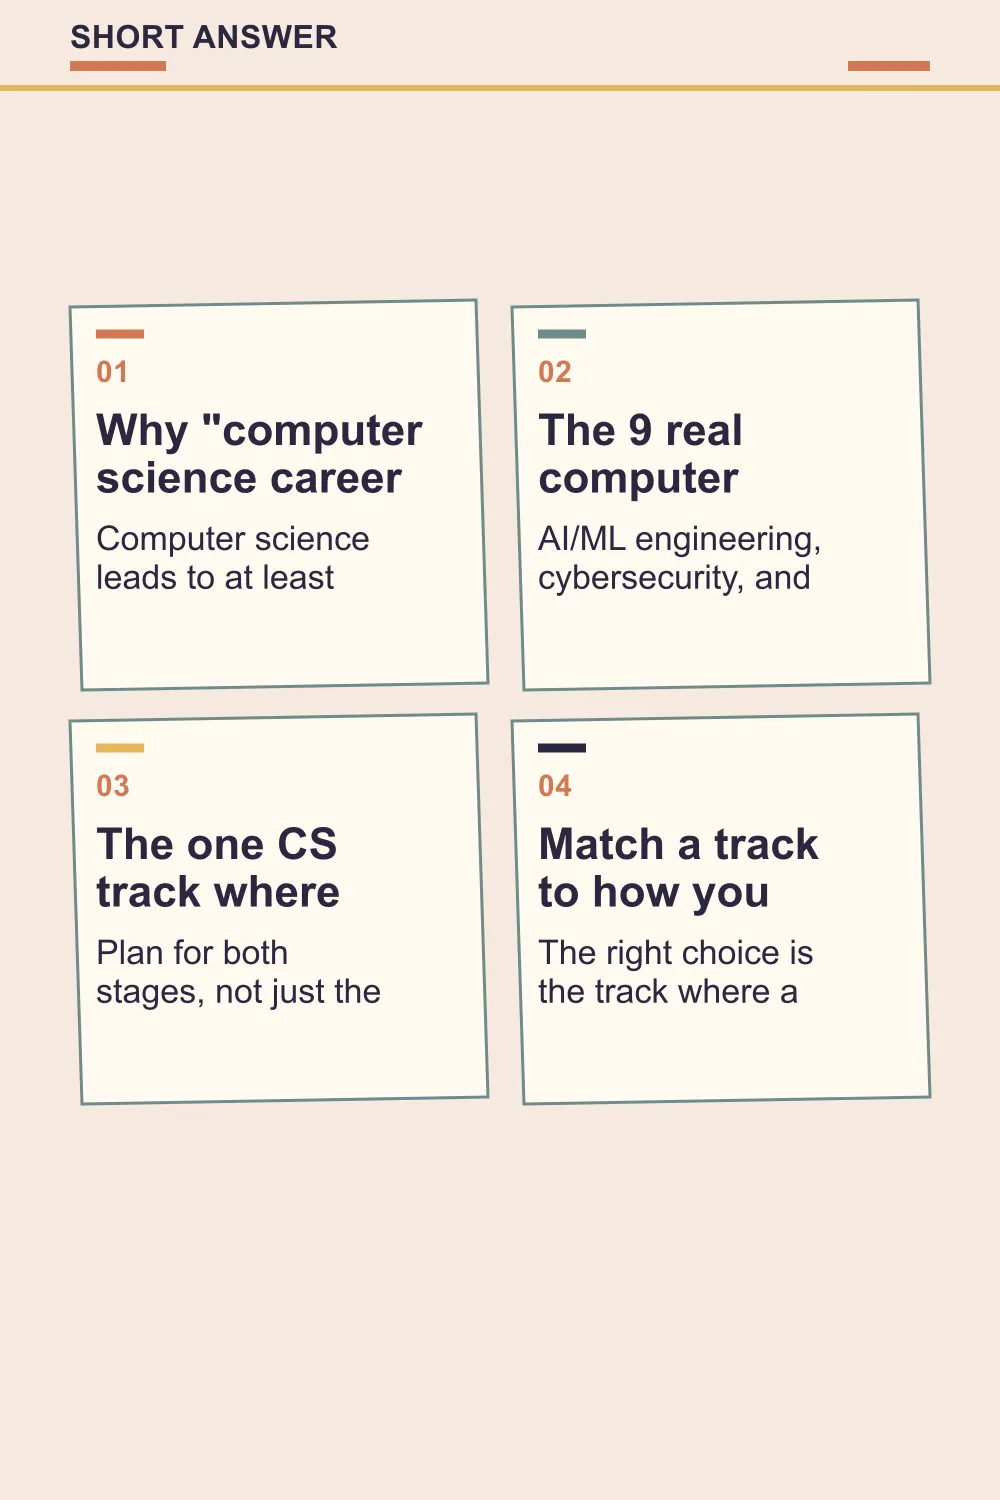 SHORT ANSWER
01
Why "computer
science career
Computer science
leads to at least
02
The 9 real
computer
AI/ML engineering,
cybersecurity, and
03
The one CS
track where
Plan for both
stages, not just the
04
Match a track
to how you
The right choice is
the track where a